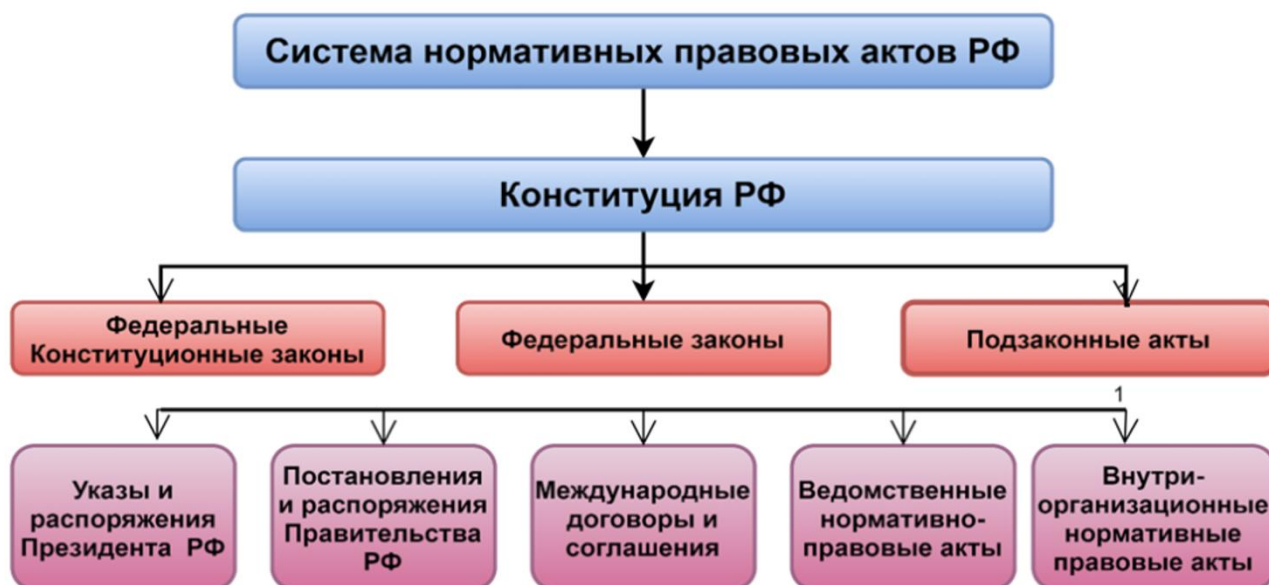 Система нормативных правовых актов РФ
Конституция РФ
Федеральные
Конституционные законы
Федеральные законы
Подзаконные акты
1
Указы и
распоряжения
Президента РФ
Постановления
и распоряжения
Правительства
РФ
Международные
договоры и
соглашения
Ведомственные
нормативно-
правовые акты
Внутри-
организационные
нормативные
правовые акты